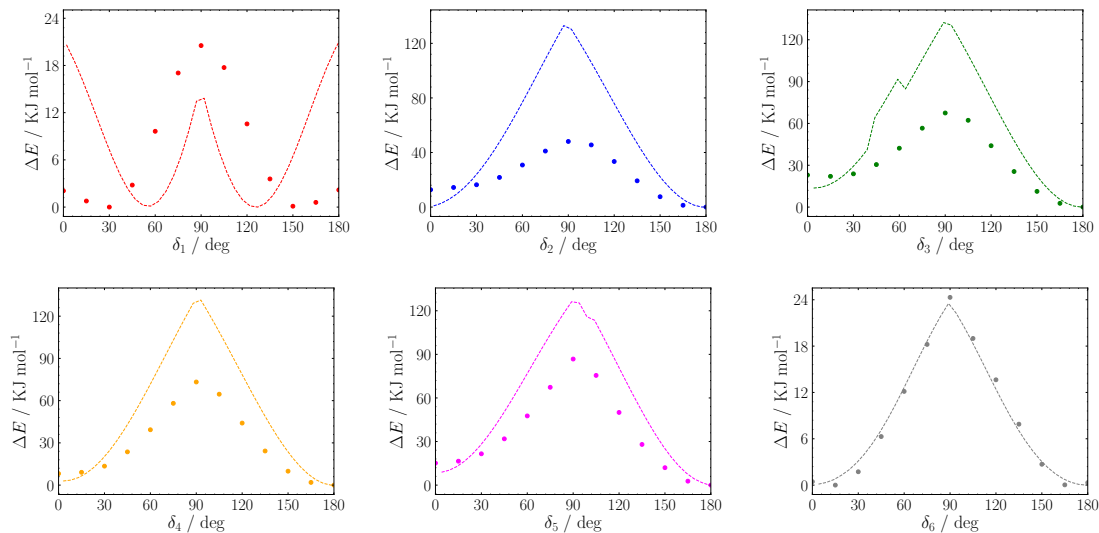 24
18
12
6
0
ΔE / KJ mol⁻¹
0 30 60 90 120 150 180
δ₁ / deg
120
80
40
0
ΔE / KJ mol⁻¹
0 30 60 90 120 150 180
δ₂ / deg
120
90
60
30
0
ΔE / KJ mol⁻¹
0 30 60 90 120 150 180
δ₃ / deg
120
90
60
30
0
ΔE / KJ mol⁻¹
0 30 60 90 120 150 180
δ₄ / deg
120
90
60
30
0
ΔE / KJ mol⁻¹
0 30 60 90 120 150 180
δ₅ / deg
24
18
12
6
0
ΔE / KJ mol⁻¹
0 30 60 90 120 150 180
δ₆ / deg